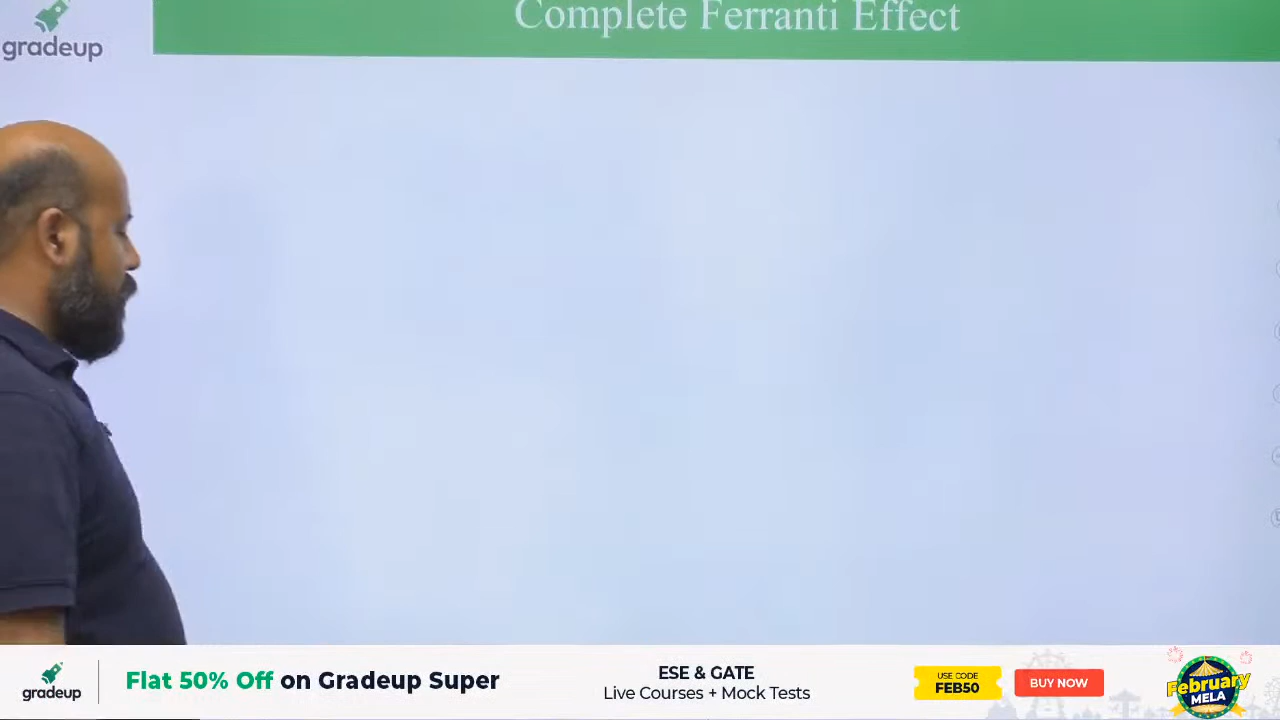 Complete Ferranti Effect
gradeup
gradeup
Flat 50% Off on Gradeup Super
ESE & GATE
Live Courses + Mock Tests
USE CODE
FEB50
BUY NOW
February
MELA